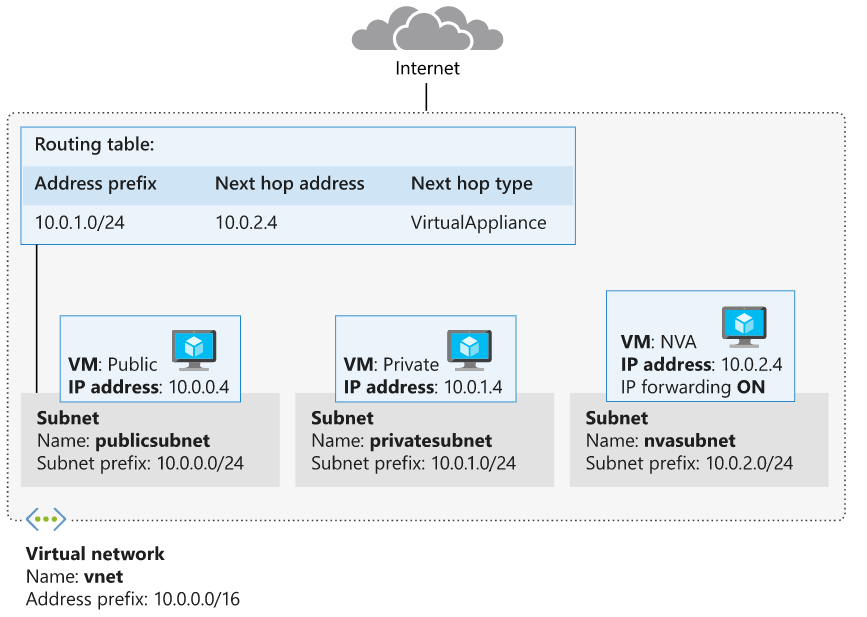 Internet
Routing table:
Address prefix Next hop address Next hop type
10.0.1.0/24 10.0.2.4 VirtualAppliance
VM: Public
IP address: 10.0.0.4
VM: Private
IP address: 10.0.1.4
VM: NVA
IP address: 10.0.2.4
IP forwarding ON
Subnet
Name: publicsubnet
Subnet prefix: 10.0.0.0/24
Subnet
Name: privatesubnet
Subnet prefix: 10.0.1.0/24
Subnet
Name: nvasubnet
Subnet prefix: 10.0.2.0/24
Virtual network
Name: vnet
Address prefix: 10.0.0.0/16